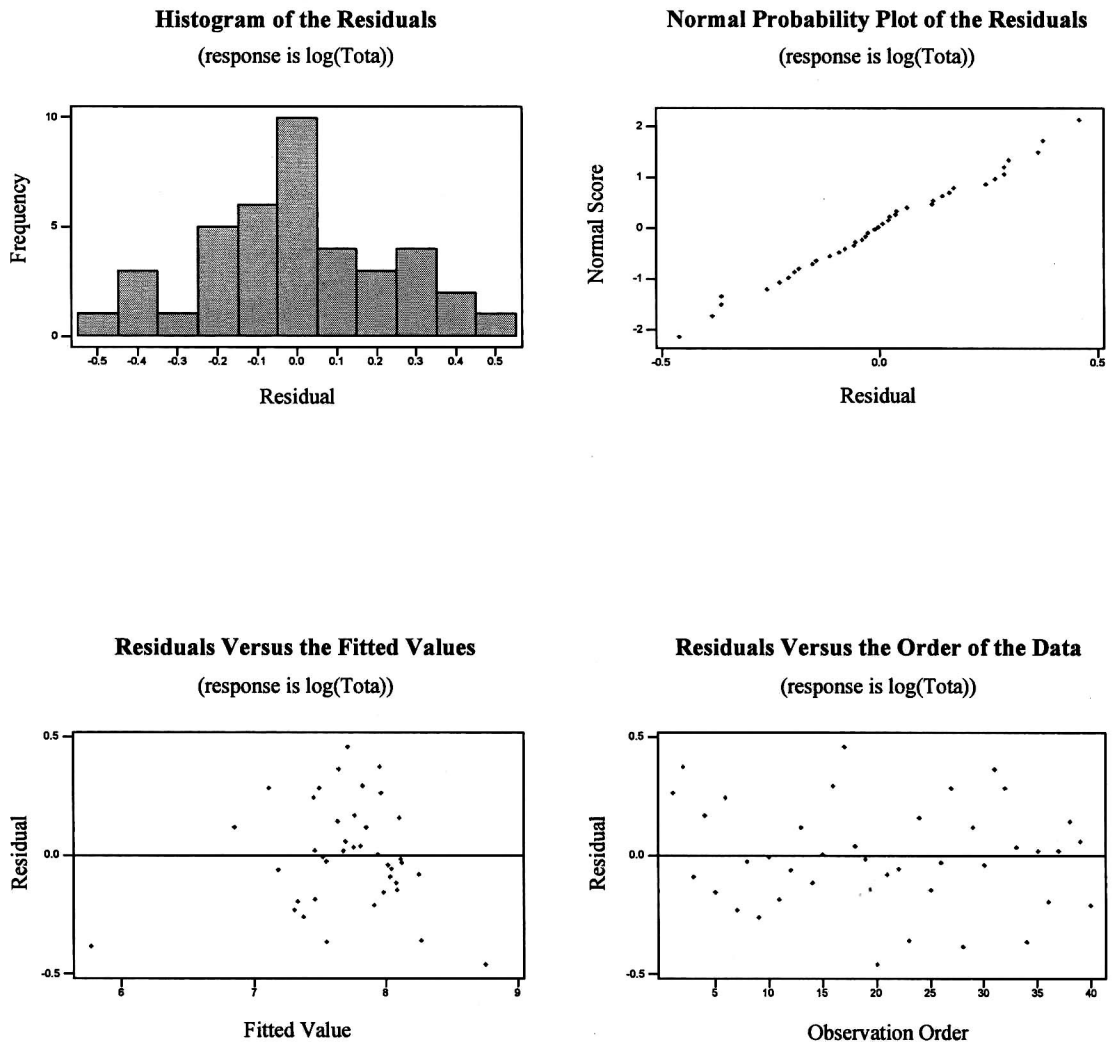 Histogram of the Residuals
(response is log(Tota))
Frequency
10
5
0
-0.5 -0.4 -0.3 -0.2 -0.1 0.0 0.1 0.2 0.3 0.4 0.5
Residual
Normal Probability Plot of the Residuals
(response is log(Tota))
Normal Score
2
1
0
-1
-2
-0.5 0.0 0.5
Residual
Residuals Versus the Fitted Values
(response is log(Tota))
Residual
0.5
0.0
-0.5
6 7 8 9
Fitted Value
Residuals Versus the Order of the Data
(response is log(Tota))
Residual
0.5
0.0
-0.5
5 10 15 20 25 30 35 40
Observation Order